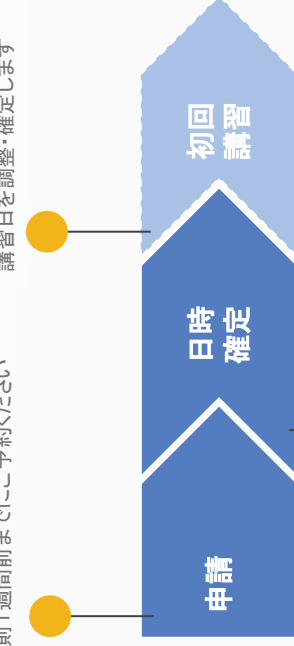 則1週間前までにご予約ください
講習日を調整・確定します
申請
日時
確定
初回
講習